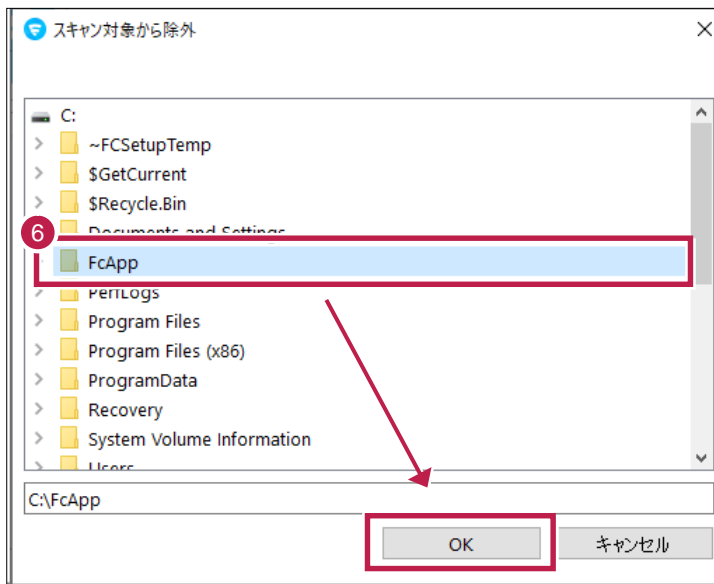 スキャン対象から除外
C:
~FCSetupTemp
$GetCurrent
$Recycle.Bin
6
Documents and Settings
FcApp
PerfLogs
Program Files
Program Files (x86)
ProgramData
Recovery
System Volume Information
Users
C:\FcApp
OK キャンセル